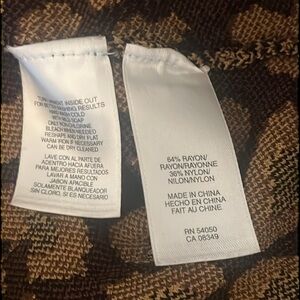 TURN GARMENT INSIDE OUT
FOR BETTER WASHING RESULTS
HAND WASH COLD
WITH MILD SOAP
ONLY NON-CHLORINE
BLEACH WHEN NEEDED
RESHAPE AND DRY FLAT
WARM IRON IF NECESSARY
CAN BE DRY CLEANED
LAVE CON AL PARTE DE
ADENTRO HACIA AFUERA
PARA MEJORES RESULTADOS
LAVAR A MANO CON
JABON APACIBLE
SOLAMENTE BLANQUEADOR
SIN CLORO, SI ES NECESARIO
64% RAYON/
RAYON/RAYONNE
36% NYLON/
NILON/NYLON
MADE IN CHINA
HECHO EN CHINA
FAIT AU CHINE
RN 54050
CA 08349